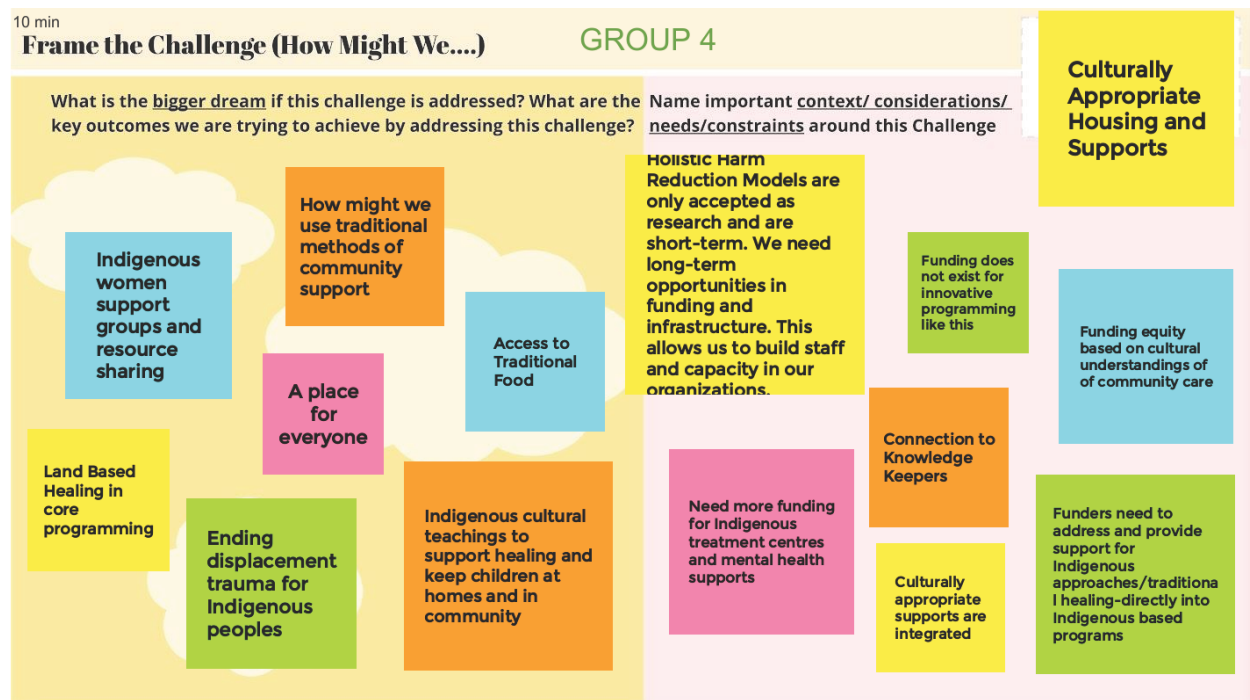 10 min
Frame the Challenge (How Might We....)
GROUP 4
Culturally
Appropriate
Housing and
Supports
What is the bigger dream if this challenge is addressed? What are the
key outcomes we are trying to achieve by addressing this challenge?
Name important context/ considerations/
needs/constraints around this Challenge
How might we
use traditional
methods of
community
support
Indigenous
women
support
groups and
resource
sharing
Access to
Traditional
Food
A place
for
everyone
Land Based
Healing in
core
programming
Ending
displacement
trauma for
Indigenous
peoples
Indigenous cultural
teachings to
support healing and
keep children at
homes and in
community
Holistic Harm
Reduction Models are
only accepted as
research and are
short-term. We need
long-term
opportunities in
funding and
infrastructure. This
allows us to build staff
and capacity in our
organizations.
Funding does
not exist for
innovative
programming
like this
Funding equity
based on cultural
understandings of
of community care
Connection to
Knowledge
Keepers
Need more funding
for Indigenous
treatment centres
and mental health
supports
Culturally
appropriate
supports are
integrated
Funders need to
address and provide
support for
Indigenous
approaches/traditiona
l healing-directly into
Indigenous based
programs